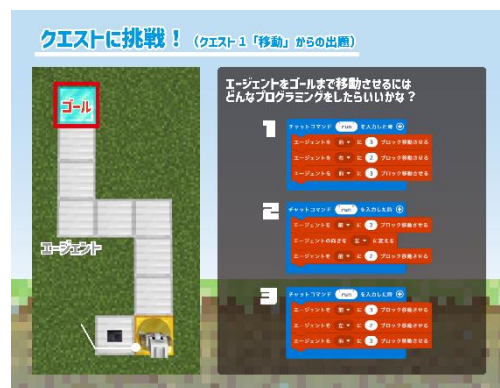 クエストに挑戦！（クエスト1「移動」からの出題）
ゴール
エージェント
エージェントをゴールまで移動させるには
どんなプログラミングをしたらいいかな？
1
チャットコマンド "run" を入力した時
エージェントを 前 に 3 ブロック移動させる
エージェントを 右 に 2 ブロック移動させる
エージェントを 前 に 3 ブロック移動させる
2
チャットコマンド "run" を入力した時
エージェントを 前 に ブロック移動させる
エージェントの向きを 左 に変える
エージェントを 前 に ブロック移動させる
3
チャットコマンド "run" を入力した時
エージェントを 前 に 3 ブロック移動させる
エージェントを 左 に 2 ブロック移動させる
エージェントを 前 に 3 ブロック移動させる